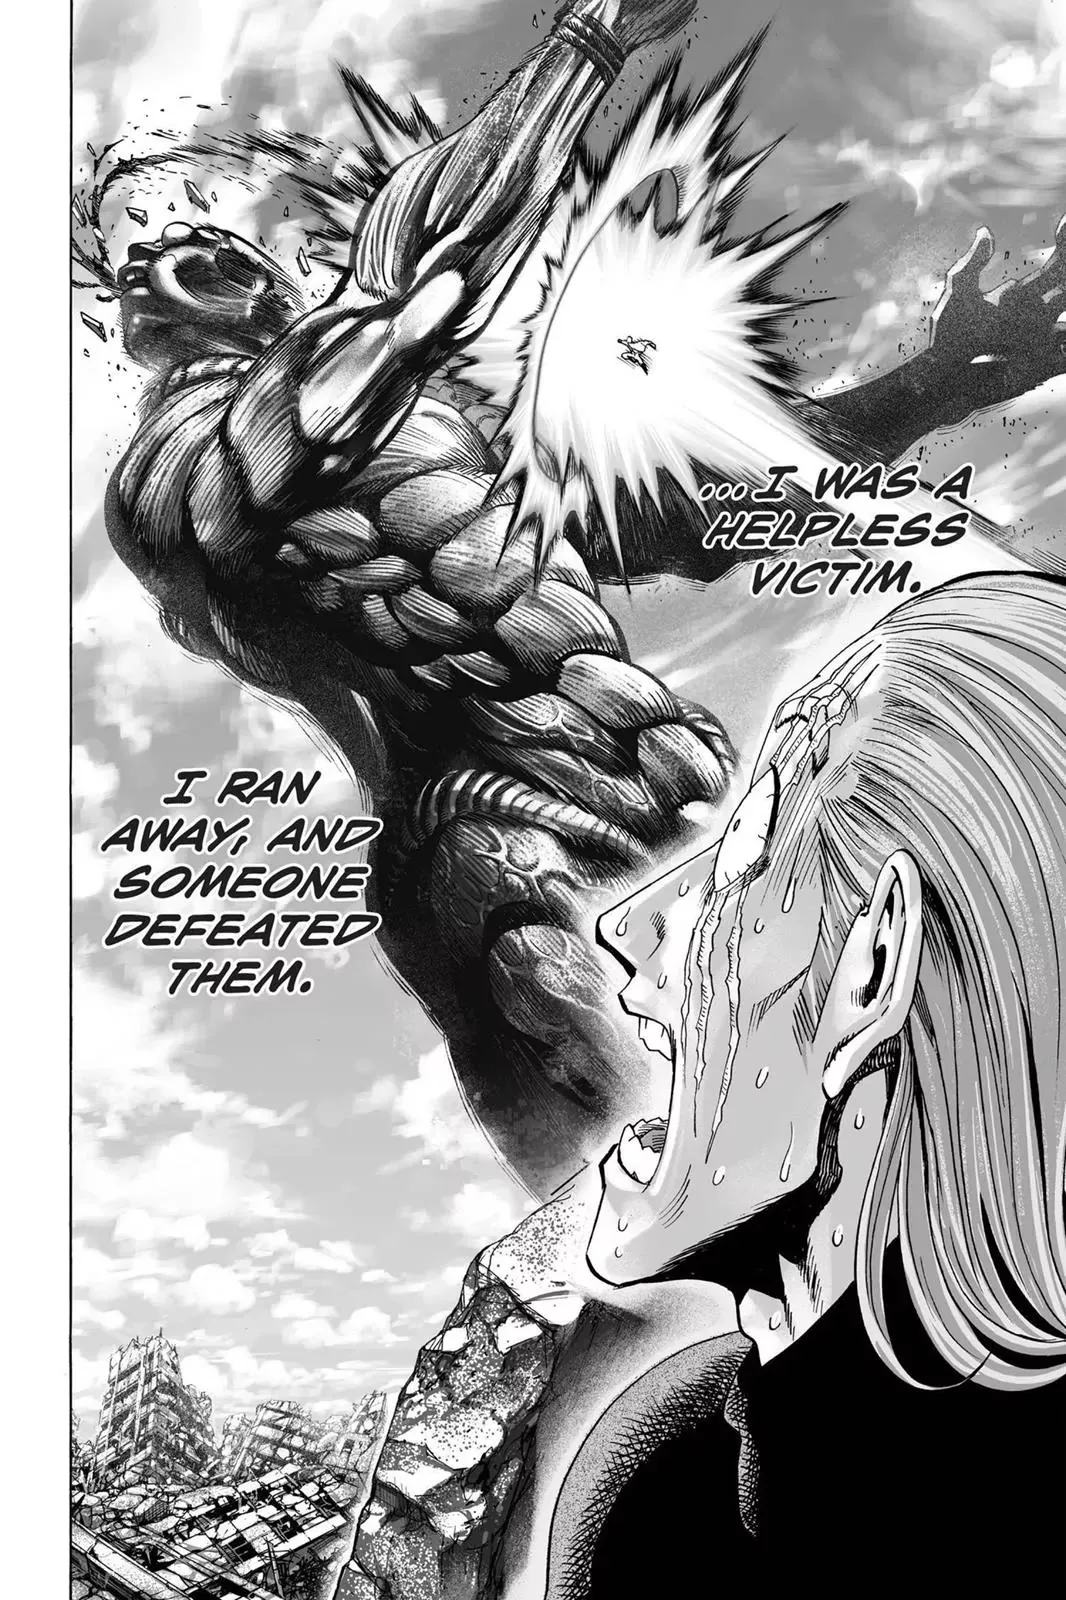 ...I WAS A
HELPLESS
VICTIM.
I RAN
AWAY, AND
SOMEONE
DEFEATED
THEM.